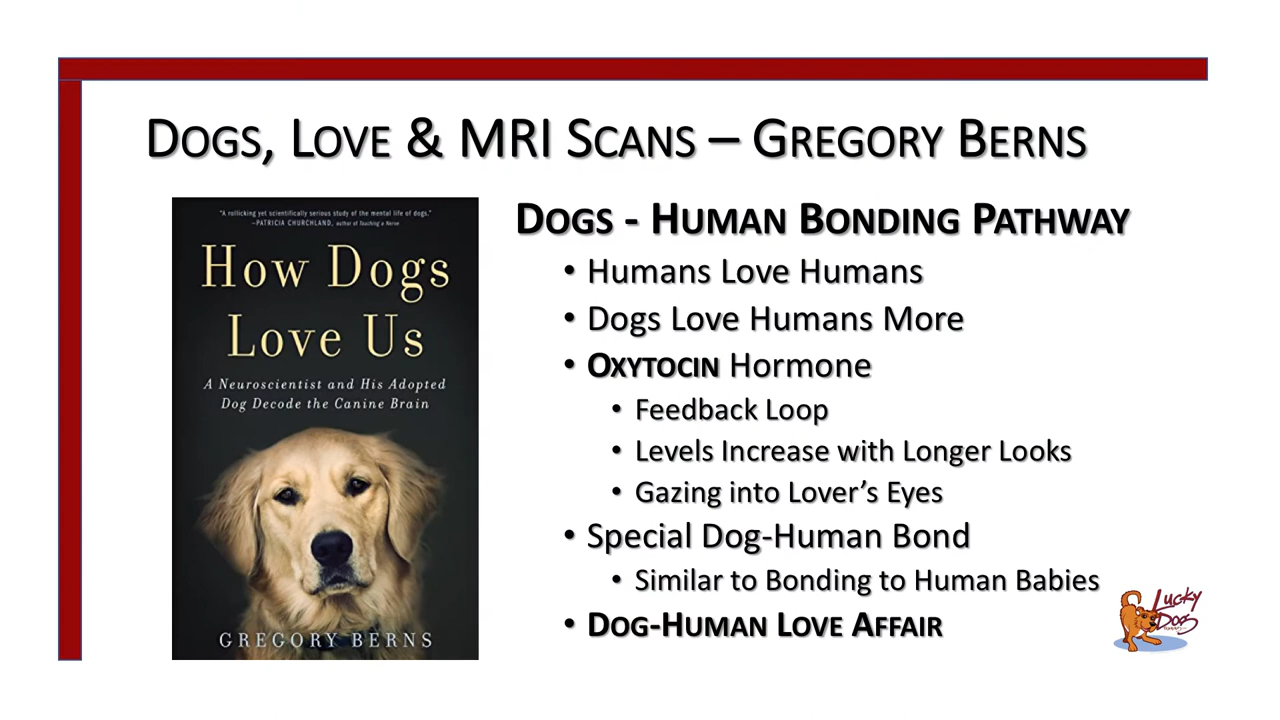 Dogs, Love & MRI Scans – Gregory Berns
"A rollicking yet scientifically serious study of the mental life of dogs."
—PATRICIA CHURCHLAND, author of Touching a Nerve
How Dogs
Love Us
A Neuroscientist and His Adopted
Dog Decode the Canine Brain
GREGORY BERNS
Dogs - Human Bonding Pathway
• Humans Love Humans
• Dogs Love Humans More
• Oxytocin Hormone
• Feedback Loop
• Levels Increase with Longer Looks
• Gazing into Lover’s Eyes
• Special Dog-Human Bond
• Similar to Bonding to Human Babies
• Dog-Human Love Affair
Lucky
Dog